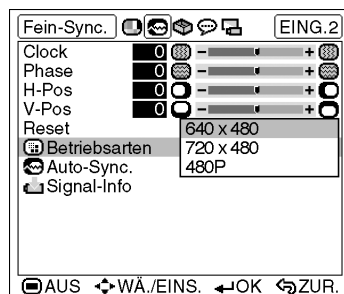 Fein-Sync. EING.2
Clock 0 - +
Phase 0 - +
H-Pos 0 - +
V-Pos 0 - +
Reset 640 x 480
Betriebsarten 720 x 480
Auto-Sync. 480P
Signal-Info
AUS WÄ./EINS. OK ZUR.